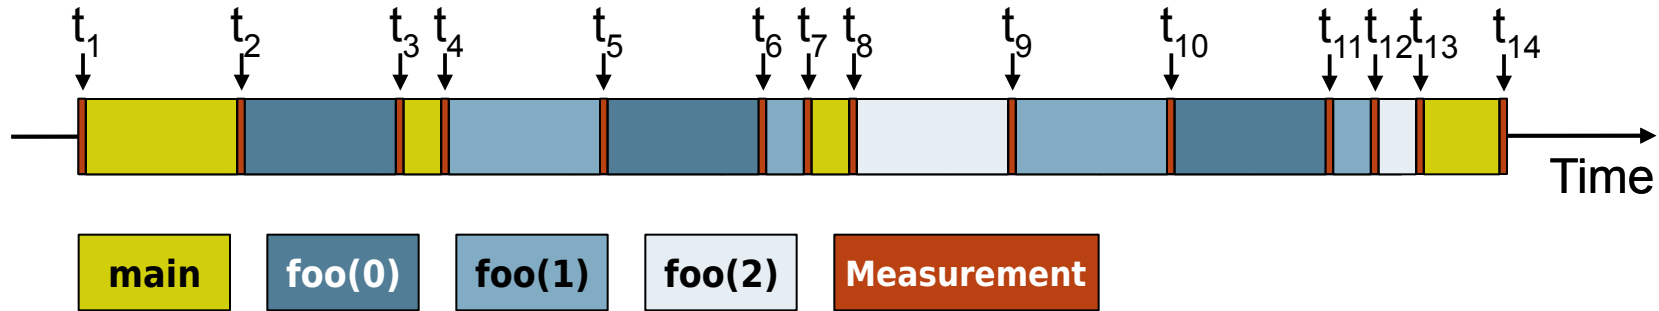 t1 t2 t3 t4 t5 t6 t7 t8 t9 t10 t11 t12 t13 t14
Time
main foo(0) foo(1) foo(2) Measurement